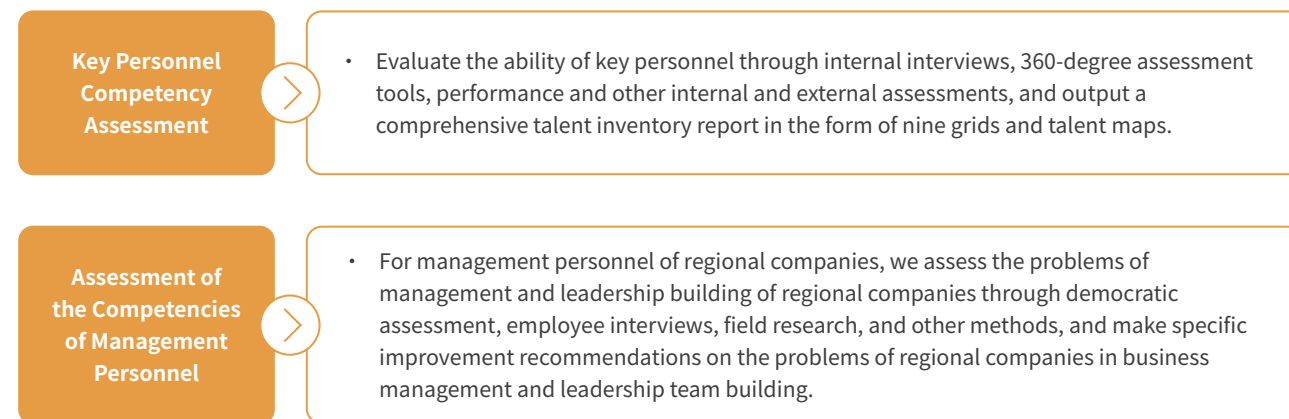 Key Personnel
Competency
Assessment
• Evaluate the ability of key personnel through internal interviews, 360-degree assessment
tools, performance and other internal and external assessments, and output a
comprehensive talent inventory report in the form of nine grids and talent maps.
Assessment of
the Competencies
of Management
Personnel
• For management personnel of regional companies, we assess the problems of
management and leadership building of regional companies through democratic
assessment, employee interviews, field research, and other methods, and make specific
improvement recommendations on the problems of regional companies in business
management and leadership team building.